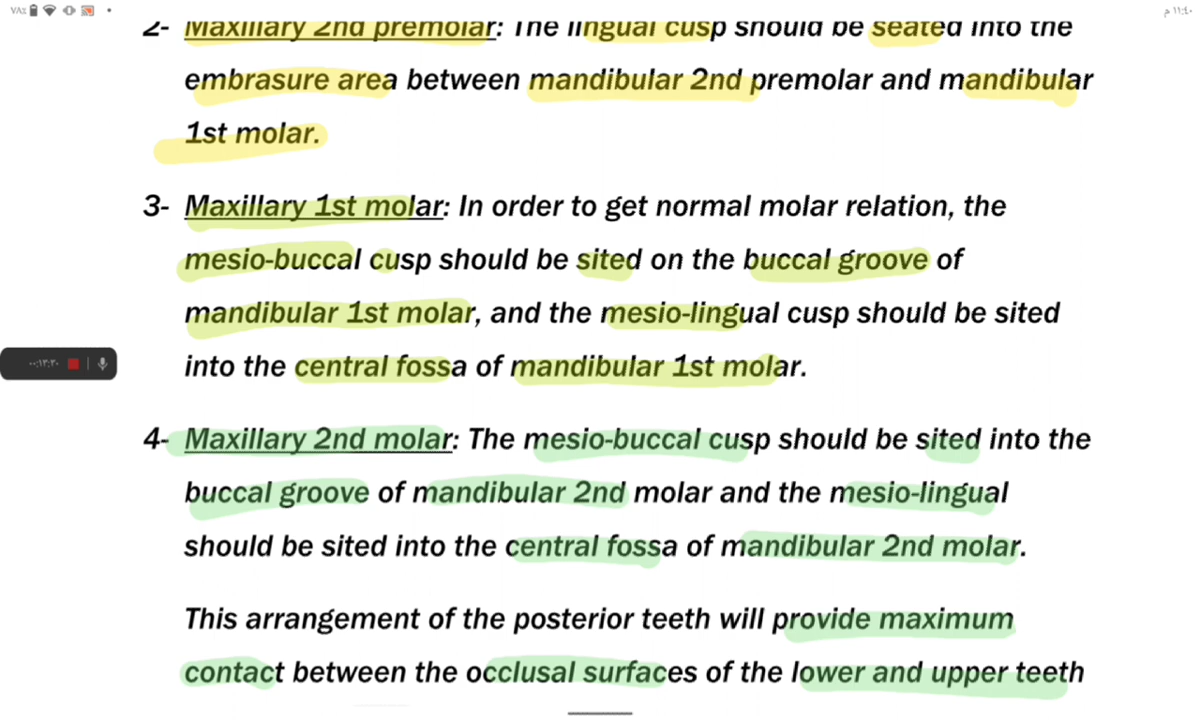 ٧٨٪
١١:٤٠ م
2- Maxillary 2nd premolar: The lingual cusp should be seated into the
embrasure area between mandibular 2nd premolar and mandibular
1st molar.
3- Maxillary 1st molar: In order to get normal molar relation, the
mesio-buccal cusp should be sited on the buccal groove of
mandibular 1st molar, and the mesio-lingual cusp should be sited
into the central fossa of mandibular 1st molar.
٠٠:١٣:٣٠
4- Maxillary 2nd molar: The mesio-buccal cusp should be sited into the
buccal groove of mandibular 2nd molar and the mesio-lingual
should be sited into the central fossa of mandibular 2nd molar.
This arrangement of the posterior teeth will provide maximum
contact between the occlusal surfaces of the lower and upper teeth